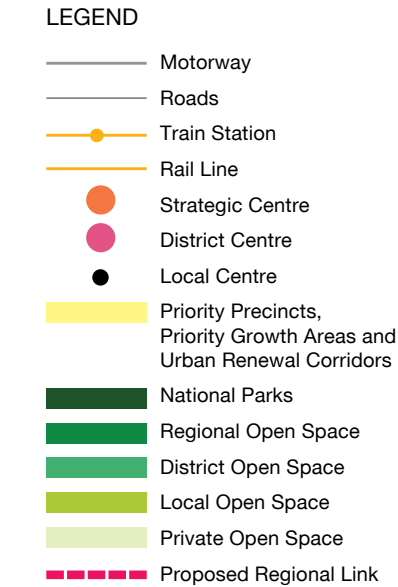 LEGEND
Motorway
Roads
Train Station
Rail Line
Strategic Centre
District Centre
Local Centre
Priority Precincts,
Priority Growth Areas and
Urban Renewal Corridors
National Parks
Regional Open Space
District Open Space
Local Open Space
Private Open Space
Proposed Regional Link